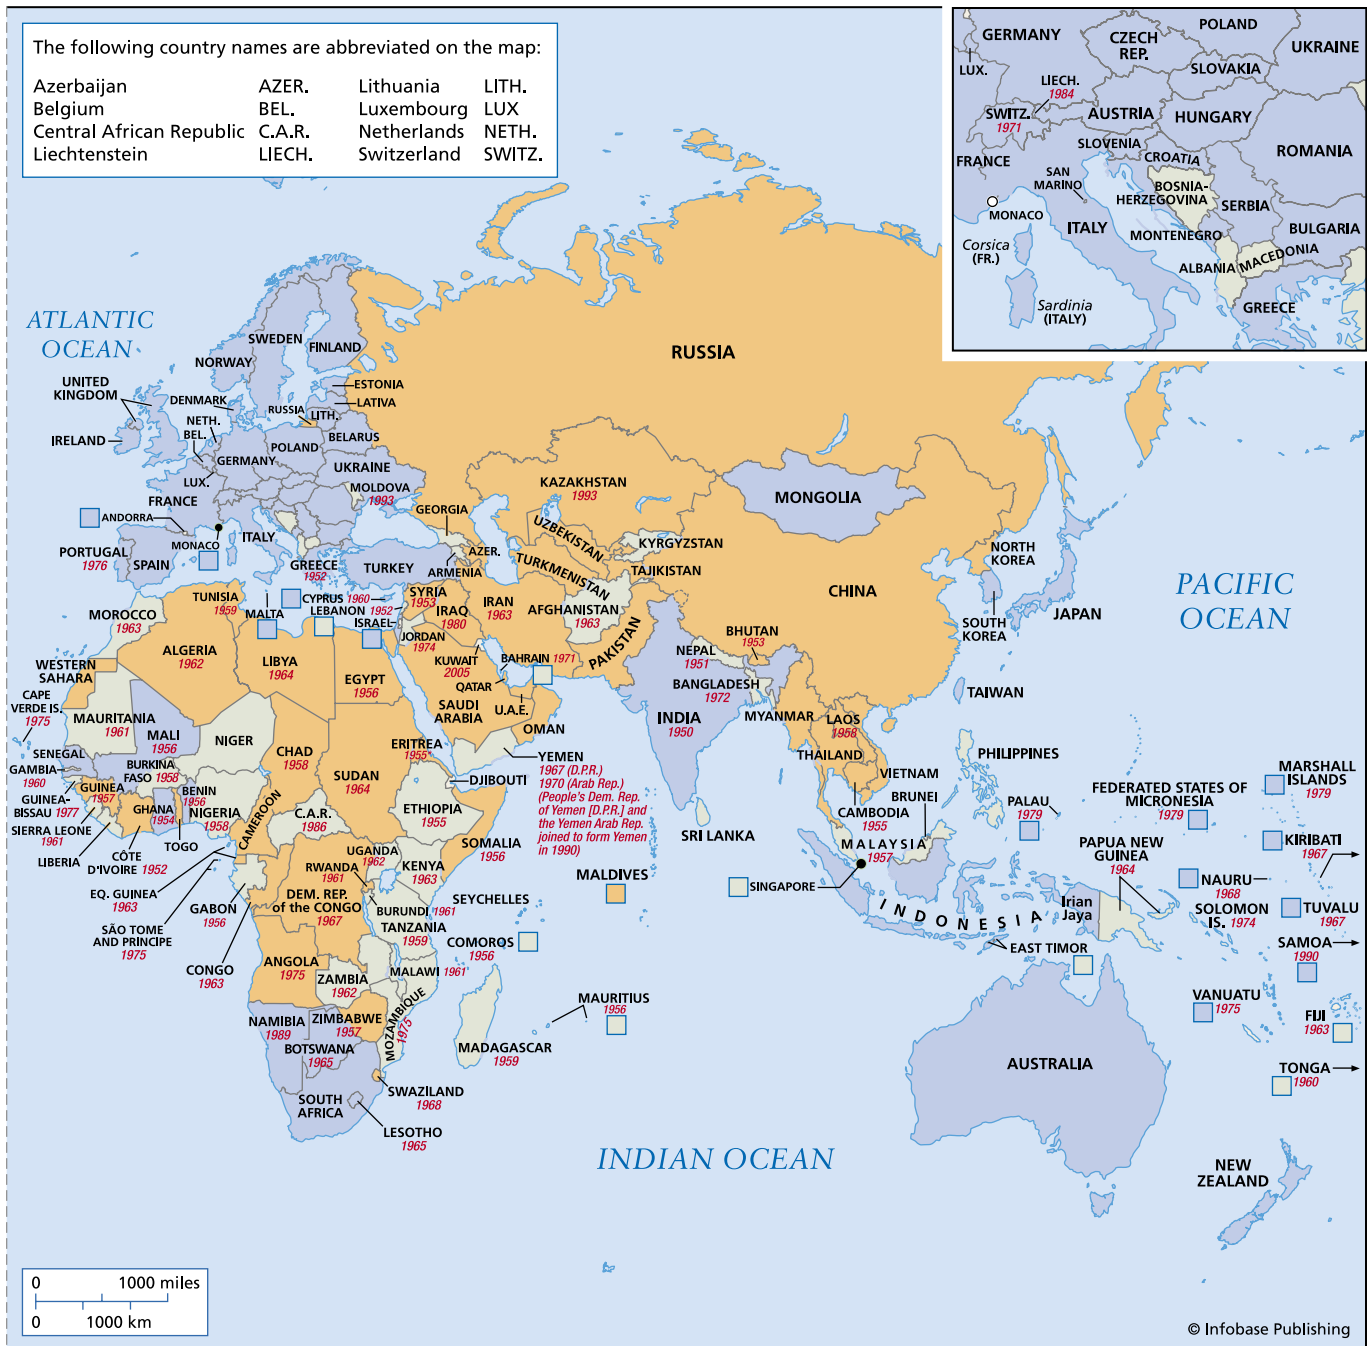 The following country names are abbreviated on the map:
Azerbaijan AZER. Lithuania LITH.
Belgium BEL. Luxembourg LUX
Central African Republic C.A.R. Netherlands NETH.
Liechtenstein LIECH. Switzerland SWITZ.
GERMANY
POLAND
CZECH
REP.
UKRAINE
LUX.
SLOVAKIA
LIECH.
1984
SWITZ.
1971
AUSTRIA
HUNGARY
SLOVENIA
FRANCE
CROATIA
ROMANIA
SAN
MARINO
BOSNIA-
HERZEGOVINA
SERBIA
MONACO
ITALY
MONTENEGRO
BULGARIA
Corsica
(FR.)
ALBANIA
MACEDONIA
Sardinia
(ITALY)
GREECE
ATLANTIC
OCEAN
SWEDEN
FINLAND
NORWAY
RUSSIA
UNITED
KINGDOM
ESTONIA
DENMARK
LATIVA
RUSSIA
LITH.
NETH.
BEL.
IRELAND
BELARUS
POLAND
GERMANY
UKRAINE
LUX.
MOLDOVA
1993
FRANCE
KAZAKHSTAN
1993
MONGOLIA
ANDORRA
GEORGIA
UZBEKISTAN
ITALY
MONACO
KYRGYZSTAN
PORTUGAL
1976
SPAIN
GREECE
1952
TURKEY
AZER.
ARMENIA
TURKMENISTAN
TAJIKISTAN
NORTH
KOREA
CHINA
PACIFIC
OCEAN
JAPAN
SOUTH
KOREA
TUNISIA
1959
CYPRUS 1960
LEBANON 1952
ISRAEL
SYRIA
1953
IRAQ
1980
IRAN
1963
AFGHANISTAN
1963
MOROCCO
1963
MALTA
JORDAN
1974
PAKISTAN
BHUTAN
1953
NEPAL
1951
ALGERIA
1962
LIBYA
1964
EGYPT
1956
KUWAIT
2005
BAHRAIN 1971
QATAR
U.A.E.
BANGLADESH
1972
WESTERN
SAHARA
SAUDI
ARABIA
OMAN
INDIA
1950
MYANMAR
LAOS
1958
TAIWAN
CAPE
VERDE IS.
1975
MAURITANIA
1961
MALI
1956
NIGER
CHAD
1958
ERITREA
1955
YEMEN
1967 (D.P.R.)
1970 (Arab Rep.)
(People's Dem. Rep.
of Yemen [D.P.R.] and
the Yemen Arab Rep.
joined to form Yemen
in 1990)
THAILAND
PHILIPPINES
SENEGAL
GAMBIA
1960
BURKINA
FASO 1958
SUDAN
1964
DJIBOUTI
VIETNAM
MARSHALL
ISLANDS
1979
GUINEA-
BISSAU 1977
GUINEA
1957
BENIN
1956
GHANA
1954
NIGERIA
1958
CAMEROON
C.A.R.
1986
ETHIOPIA
1955
CAMBODIA
1955
BRUNEI
PALAU
1979
FEDERATED STATES OF
MICRONESIA
1979
SIERRA LEONE
1961
LIBERIA
CÔTE
D'IVOIRE 1952
TOGO
SOMALIA
1956
SRI LANKA
MALAYSIA
1957
PAPUA NEW
GUINEA
1964
KIRIBATI
1967
UGANDA
1962
KENYA
1963
RWANDA
1961
MALDIVES
SINGAPORE
NAURU
1968
EQ. GUINEA
1963
GABON
1956
DEM. REP.
of the CONGO
1967
BURUNDI 1961
SEYCHELLES
INDONESIA
Irian
Jaya
SOLOMON
IS. 1974
TUVALU
1967
SÃO TOME
AND PRINCIPE
1975
TANZANIA
1959
COMOROS
1956
EAST TIMOR
SAMOA
1990
CONGO
1963
ANGOLA
1975
ZAMBIA
1962
MALAWI 1961
MAURITIUS
1956
VANUATU
1975
FIJI
1963
NAMIBIA
1989
ZIMBABWE
1957
MOZAMBIQUE
1975
BOTSWANA
1965
MADAGASCAR
1959
AUSTRALIA
TONGA
1960
SOUTH
AFRICA
SWAZILAND
1968
LESOTHO
1965
INDIAN OCEAN
NEW
ZEALAND
0 1000 miles
0 1000 km
© Infobase Publishing